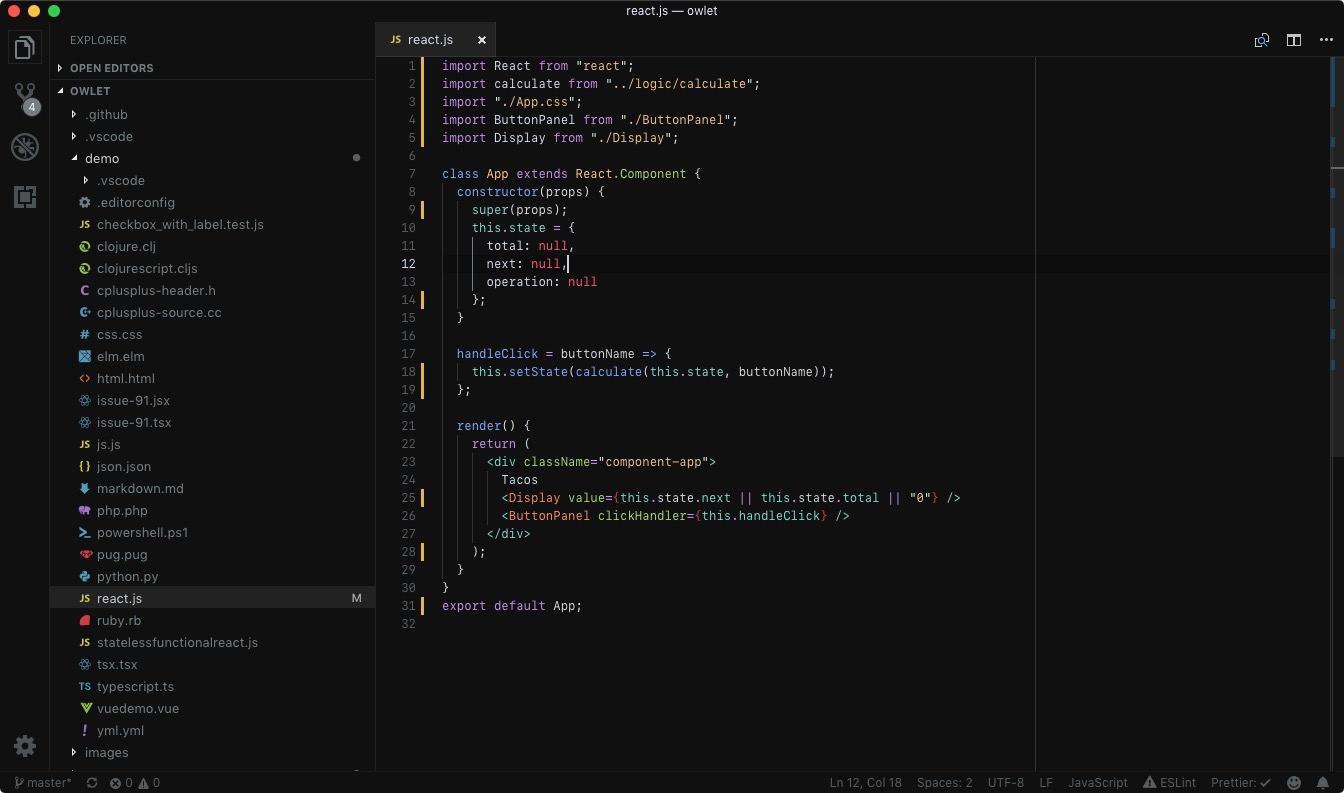 react.js — owlet
EXPLORER
OPEN EDITORS
OWLET
.github
.vscode
demo
.vscode
.editorconfig
JS checkbox_with_label.test.js
clojure.clj
clojurescript.cljs
C cplusplus-header.h
cplusplus-source.cc
# css.css
elm.elm
<> html.html
issue-91.jsx
issue-91.tsx
JS js.js
{} json.json
markdown.md
php.php
powershell.ps1
pug.pug
python.py
JS react.js M
ruby.rb
JS statelessfunctionalreact.js
tsx.tsx
TS typescript.ts
vuedemo.vue
! yml.yml
images
4
JS react.js ×
1 import React from "react";
2 import calculate from "../logic/calculate";
3 import "./App.css";
4 import ButtonPanel from "./ButtonPanel";
5 import Display from "./Display";
6
7 class App extends React.Component {
8 constructor(props) {
9 super(props);
10 this.state = {
11 total: null,
12 next: null,
13 operation: null
14 };
15 }
16
17 handleClick = buttonName => {
18 this.setState(calculate(this.state, buttonName));
19 };
20
21 render() {
22 return (
23 <div className="component-app">
24 Tacos
25 <Display value={this.state.next || this.state.total || "0"} />
26 <ButtonPanel clickHandler={this.handleClick} />
27 </div>
28 );
29 }
30 }
31 export default App;
32
master* 0 0 Ln 12, Col 18 Spaces: 2 UTF-8 LF JavaScript ESLint Prettier: ✓